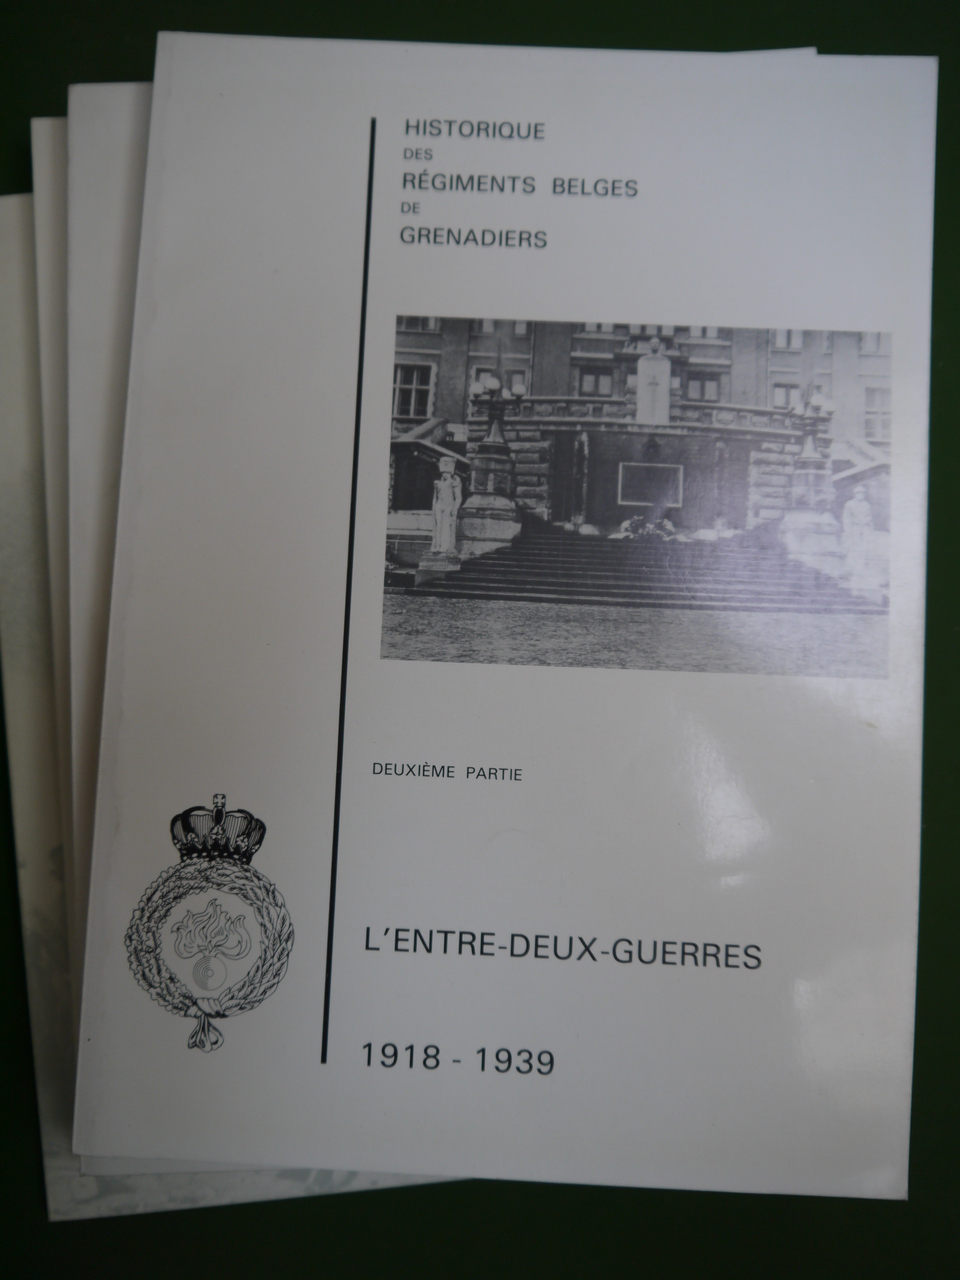 HISTORIQUE
DES
RÉGIMENTS BELGES
DE
GRENADIERS
DEUXIÈME PARTIE
L'ENTRE-DEUX-GUERRES
1918 - 1939